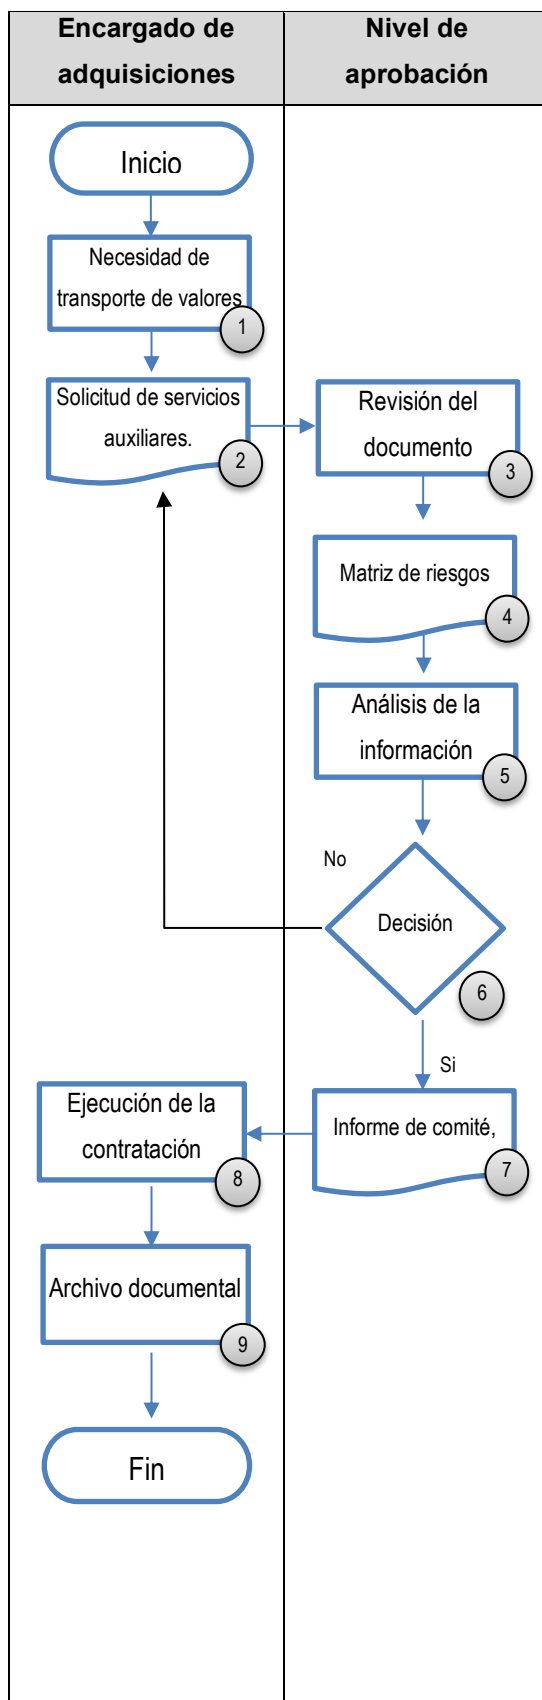 Encargado de
adquisiciones
Nivel de
aprobación
Inicio
Necesidad de
transporte de valores
1
Solicitud de servicios
auxiliares.
2
Revisión del
documento
3
Matriz de riesgos
4
Análisis de la
información
5
No
Decisión
6
Si
Informe de comité,
7
Ejecución de la
contratación
8
Archivo documental
9
Fin